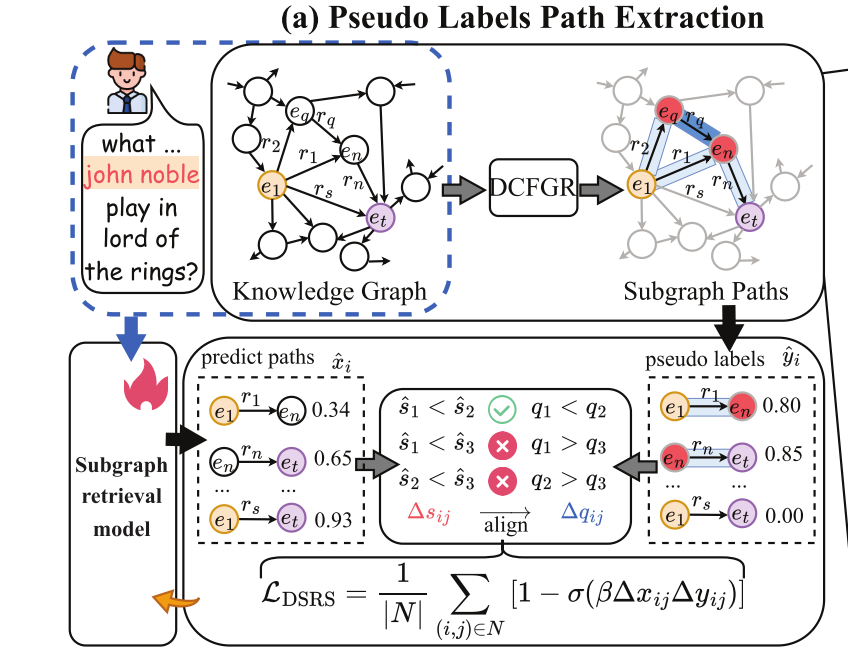 (a) Pseudo Labels Path Extraction
what ...
john noble
play in
lord of
the rings?
e_q r_q
r_2
r_1
e_n
e_1
r_s
r_n
e_t
Knowledge Graph
DCFGR
e_q r_q
r_2
r_1
e_n
e_1
r_s
r_n
e_t
Subgraph Paths
Subgraph
retrieval
model
predict paths x̂_i
e_1 r_1 e_n 0.34
e_n r_n e_t 0.65
... ...
e_1 r_s e_t 0.93
ŝ_1 < ŝ_2 q_1 < q_2
ŝ_1 < ŝ_3 q_1 > q_3
ŝ_2 < ŝ_3 q_2 > q_3
Δs_ij align Δq_ij
pseudo labels ŷ_i
e_1 r_1 e_n 0.80
e_n r_n e_t 0.85
... ...
e_1 r_s e_t 0.00
ℒ_DSRS = 1/|N| ∑_(i,j)∈N [1 − σ(βΔx_ijΔy_ij)]